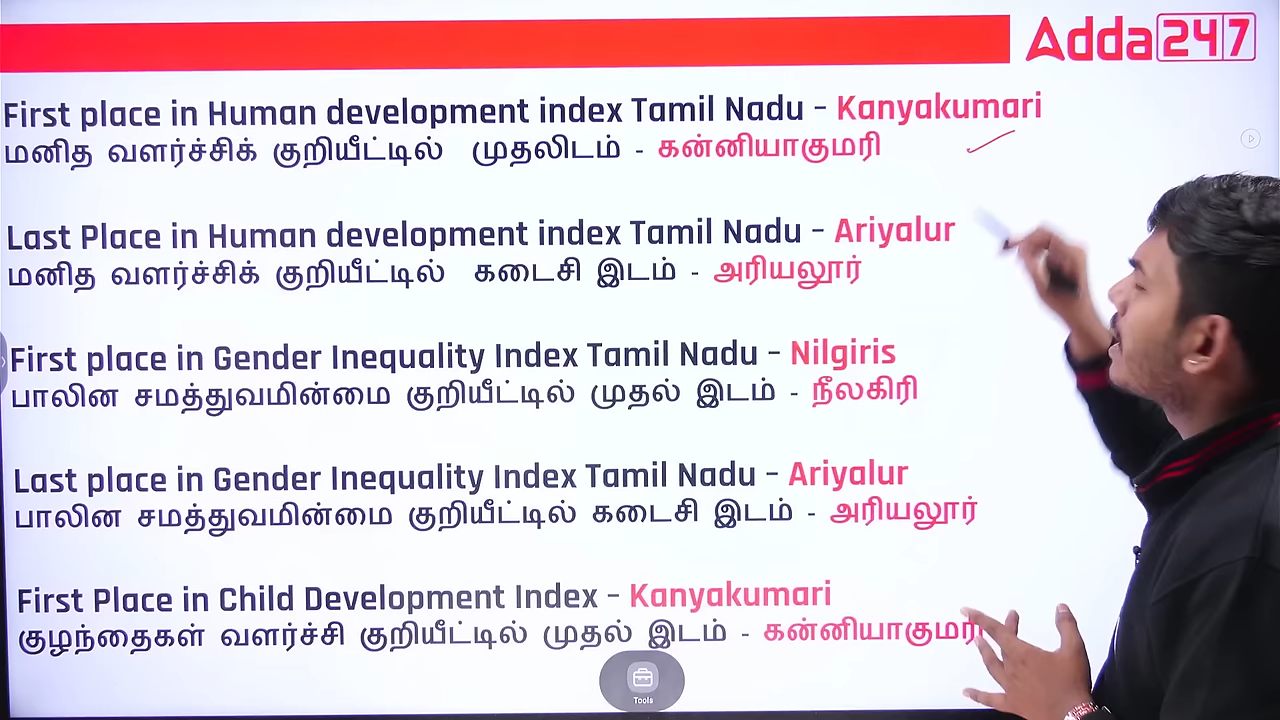 Adda247
First place in Human development index Tamil Nadu – Kanyakumari
மனித வளர்ச்சிக் குறியீட்டில் முதலிடம் - கன்னியாகுமரி
Last Place in Human development index Tamil Nadu – Ariyalur
மனித வளர்ச்சிக் குறியீட்டில் கடைசி இடம் - அரியலூர்
First place in Gender Inequality Index Tamil Nadu – Nilgiris
பாலின சமத்துவமின்மை குறியீட்டில் முதல் இடம் - நீலகிரி
Last place in Gender Inequality Index Tamil Nadu – Ariyalur
பாலின சமத்துவமின்மை குறியீட்டில் கடைசி இடம் - அரியலூர்
First Place in Child Development Index – Kanyakumari
குழந்தைகள் வளர்ச்சி குறியீட்டில் முதல் இடம் - கன்னியாகுமரி
Tools